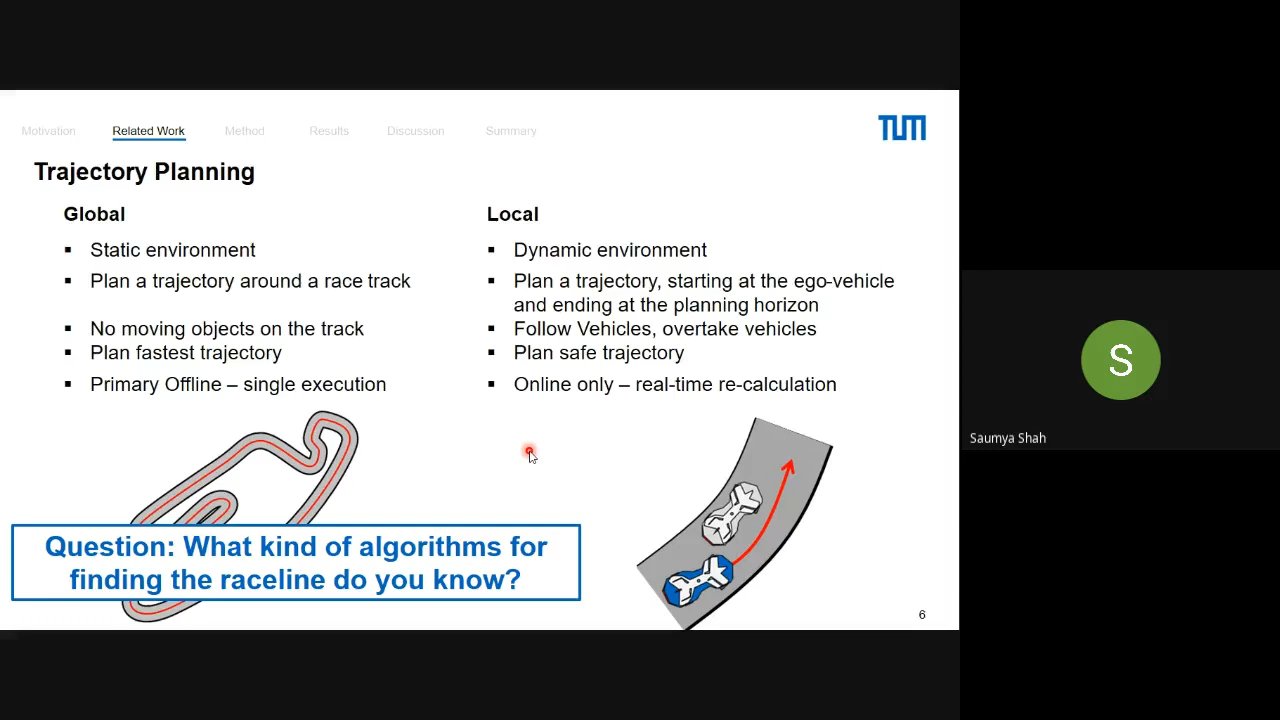 Motivation Related Work Method Results Discussion Summary
TUM
Trajectory Planning
Global
▪ Static environment
▪ Plan a trajectory around a race track
▪ No moving objects on the track
▪ Plan fastest trajectory
▪ Primary Offline – single execution
Local
▪ Dynamic environment
▪ Plan a trajectory, starting at the ego-vehicle
and ending at the planning horizon
▪ Follow Vehicles, overtake vehicles
▪ Plan safe trajectory
▪ Online only – real-time re-calculation
Question: What kind of algorithms for
finding the raceline do you know?
6
S
Saumya Shah